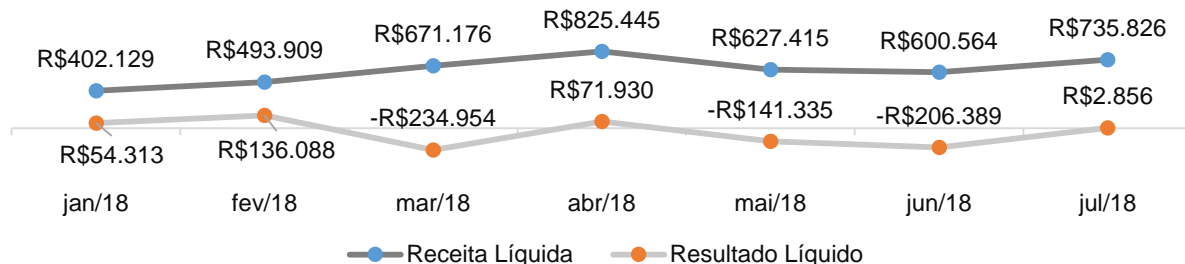 R$402.129
R$493.909
R$671.176
R$825.445
R$627.415
R$600.564
R$735.826
R$54.313
R$136.088
-R$234.954
R$71.930
-R$141.335
-R$206.389
R$2.856
jan/18 fev/18 mar/18 abr/18 mai/18 jun/18 jul/18
Receita Líquida Resultado Líquido